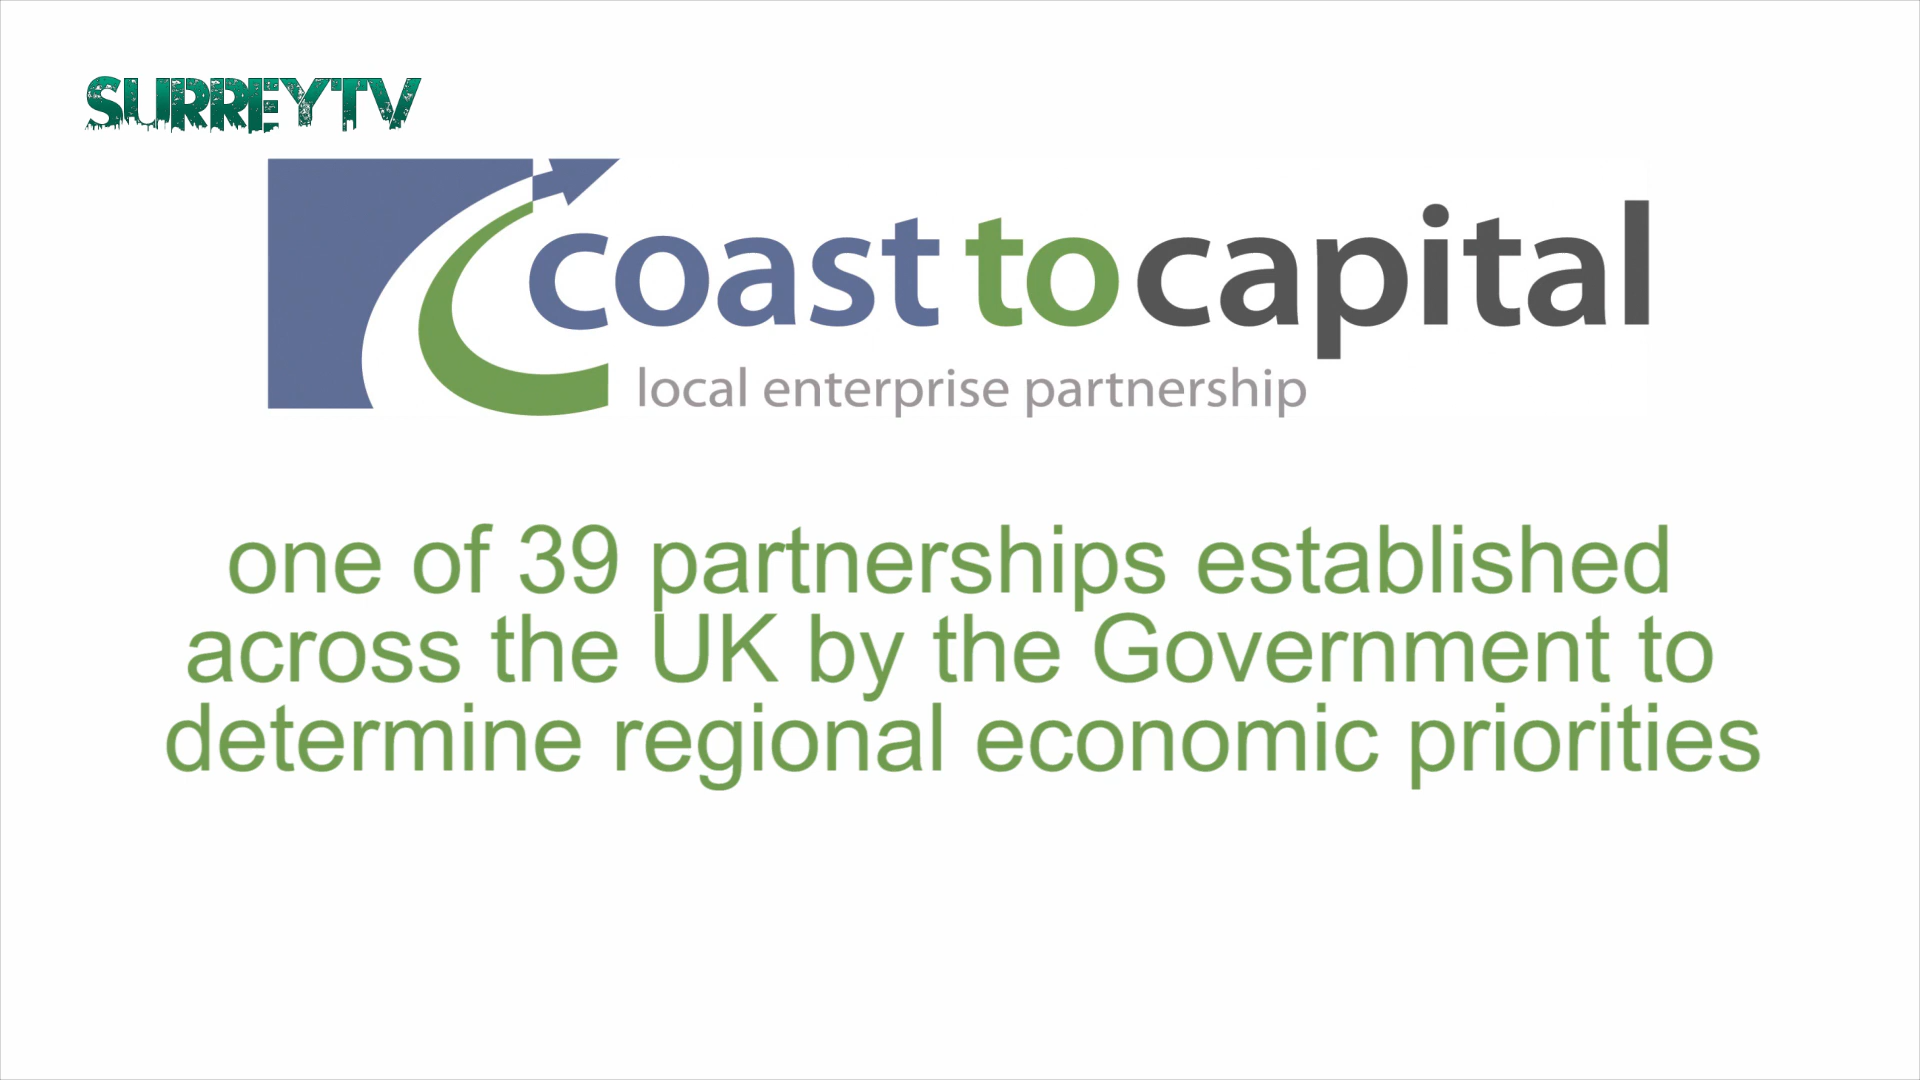 SURREYTV
coast to capital
local enterprise partnership
one of 39 partnerships established
across the UK by the Government to
determine regional economic priorities